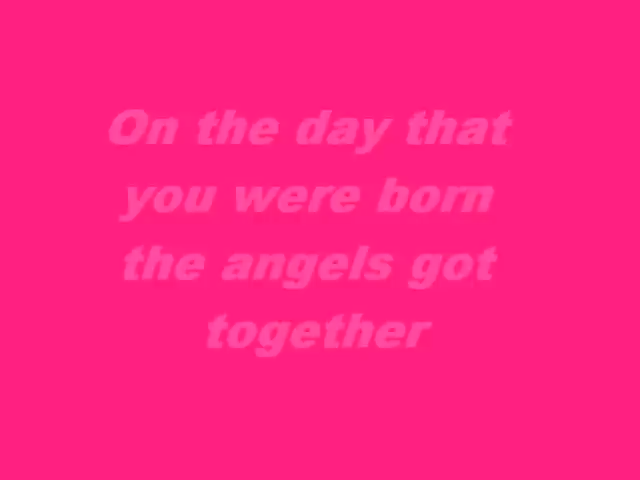 On the day that
you were born
the angels got
together